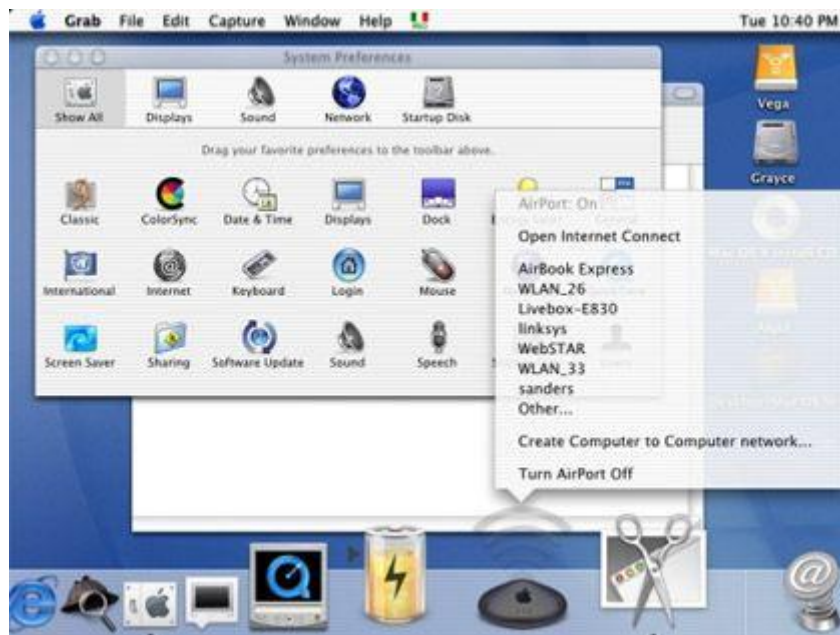 Grab File Edit Capture Window Help Tue 10:40 PM
System Preferences
Show All Displays Sound Network Startup Disk
Drag your favorite preferences to the toolbar above.
Classic ColorSync Date & Time Displays Dock
International Internet Keyboard Login Mouse
Screen Saver Sharing Software Update Sound Speech
AirPort: On
Open Internet Connect
AirBook Express
WLAN_26
Livebox-E830
linksys
WebSTAR
WLAN_33
sanders
Other...
Create Computer to Computer network...
Turn AirPort Off
Vega
Grayce